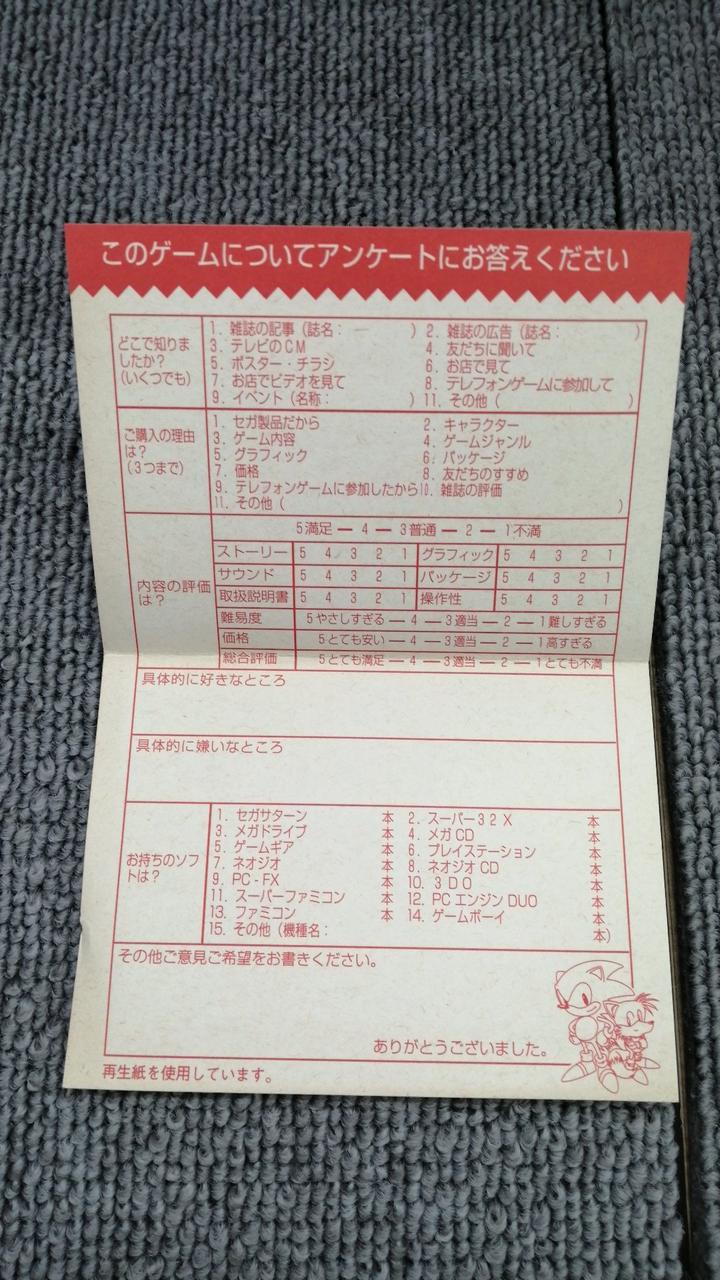 このゲームについてアンケートにお答えください
どこで知りましたか？
（いくつでも）
1. 雑誌の記事（誌名： ） 2. 雑誌の広告（誌名： ）
3. テレビのCM 4. 友だちに聞いて
5. ポスター・チラシ 6. お店で見て
7. お店でビデオを見て 8. テレフォンゲームに参加して
9. イベント（名称： ） 11. その他（ ）
ご購入の理由は？
（3つまで）
1. セガ製品だから 2. キャラクター
3. ゲーム内容 4. ゲームジャンル
5. グラフィック 6. パッケージ
7. 価格 8. 友だちのすすめ
9. テレフォンゲームに参加したから 10. 雑誌の評価
11. その他（ ）
内容の評価は？
5満足 ― 4 ― 3普通 ― 2 ― 1不満
ストーリー 5 4 3 2 1 グラフィック 5 4 3 2 1
サウンド 5 4 3 2 1 パッケージ 5 4 3 2 1
取扱説明書 5 4 3 2 1 操作性 5 4 3 2 1
難易度 5やさしすぎる ― 4 ― 3適当 ― 2 ― 1難しすぎる
価格 5とても安い ― 4 ― 3適当 ― 2 ― 1高すぎる
総合評価 5とても満足 ― 4 ― 3適当 ― 2 ― 1とても不満
具体的に好きなところ
具体的に嫌いなところ
お持ちのソフトは？
1. セガサターン 本 2. スーパー32X 本
3. メガドライブ 本 4. メガCD 本
5. ゲームギア 本 6. プレイステーション 本
7. ネオジオ 本 8. ネオジオCD 本
9. PC-FX 本 10. 3DO 本
11. スーパーファミコン 本 12. PCエンジンDUO 本
13. ファミコン 本 14. ゲームボーイ 本
15. その他（機種名： 本）
その他ご意見ご希望をお書きください。
ありがとうございました。
再生紙を使用しています。